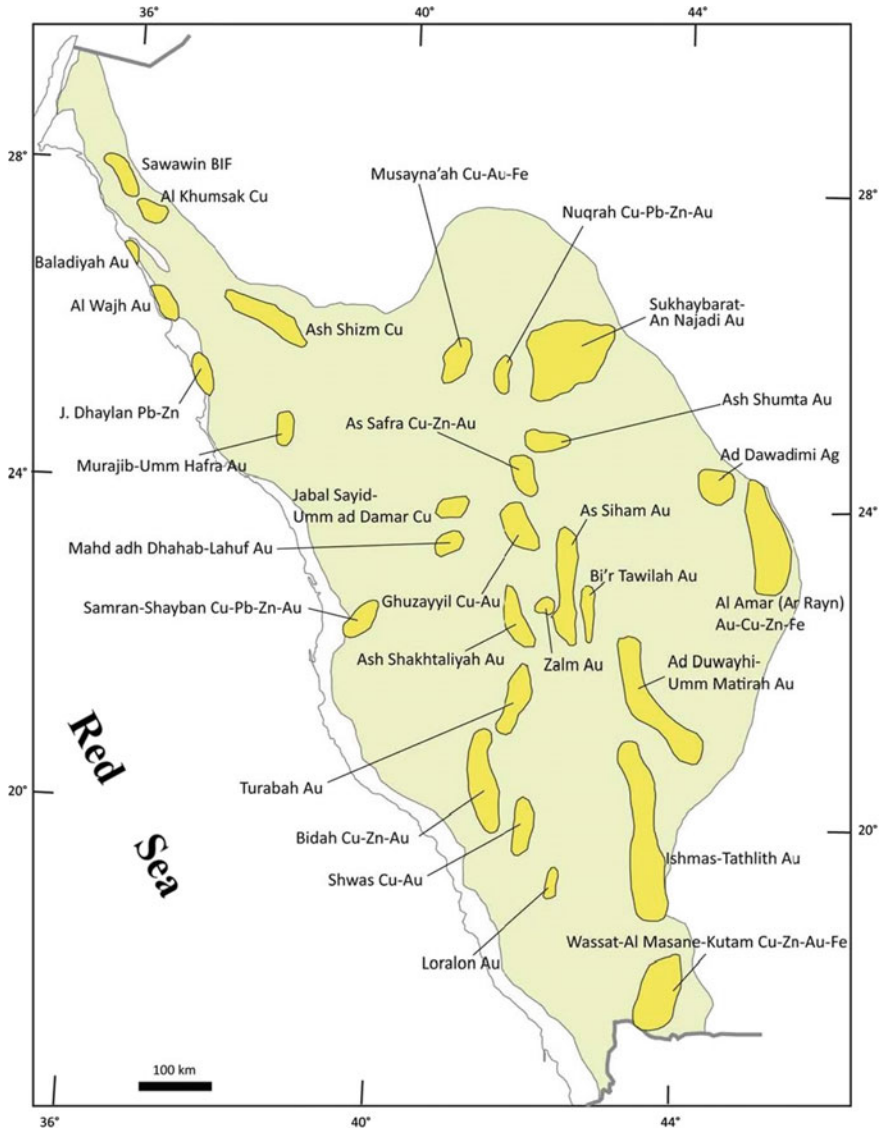 36°
40°
44°
28°
Sawawin BIF
Musayna’ah Cu-Au-Fe
Al Khumsak Cu
28°
Nuqrah Cu-Pb-Zn-Au
Baladiyah Au
Al Wajh Au
Sukhaybarat-
An Najadi Au
Ash Shizm Cu
J. Dhaylan Pb-Zn
Ash Shumta Au
As Safra Cu-Zn-Au
Murajib-Umm Hafra Au
Ad Dawadimi Ag
24°
Jabal Sayid-
Umm ad Damar Cu
As Siham Au
24°
Mahd adh Dhahab-Lahuf Au
Bi’r Tawilah Au
Ghuzayyil Cu-Au
Samran-Shayban Cu-Pb-Zn-Au
Al Amar (Ar Rayn)
Au-Cu-Zn-Fe
Ash Shakhtaliyah Au
Zalm Au
Ad Duwayhi-
Umm Matirah Au
Red
Sea
20°
Turabah Au
20°
Bidah Cu-Zn-Au
Ishmas-Tathlith Au
Shwas Cu-Au
Wassat-Al Masane-Kutam Cu-Zn-Au-Fe
Loralon Au
100 km
36°
40°
44°